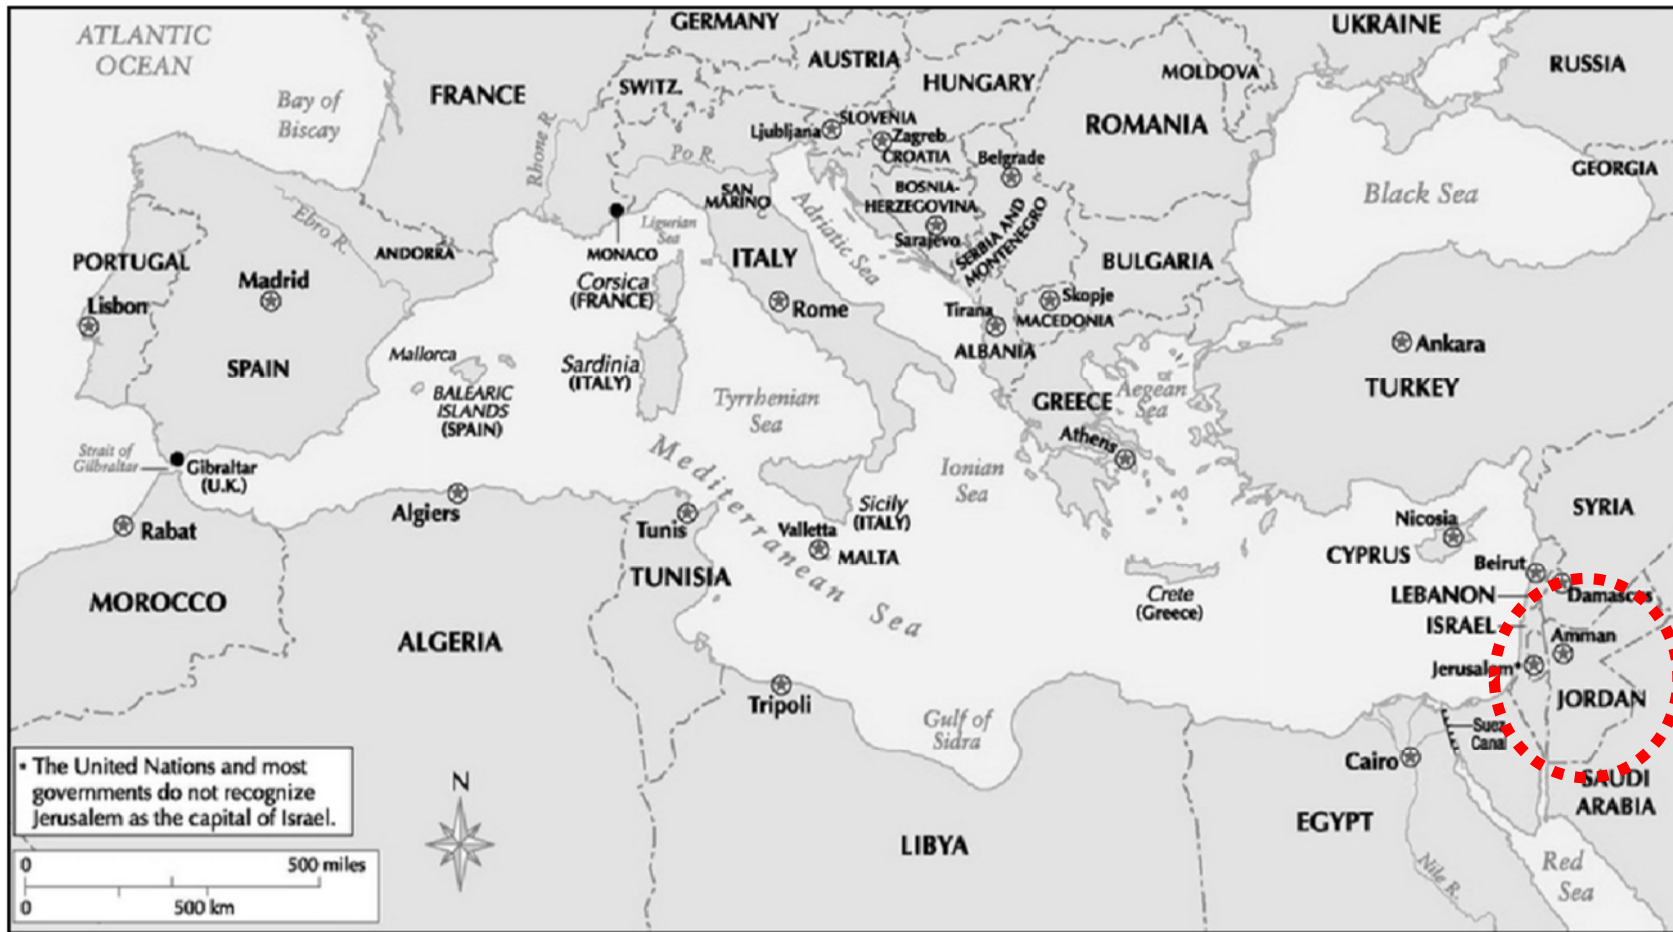 ATLANTIC
OCEAN
Bay of
Biscay
GERMANY
FRANCE
SWITZ.
AUSTRIA
HUNGARY
UKRAINE
MOLDOVA
RUSSIA
ROMANIA
Ljubljana
SLOVENIA
Zagreb
CROATIA
Belgrade
GEORGIA
Rhone R.
Po R.
SAN
MARINO
BOSNIA-
HERZEGOVINA
Sarajevo
SERBIA AND
MONTENEGRO
Black Sea
Ebro R.
Ligurian
Sea
Adriatic Sea
PORTUGAL
ANDORRA
MONACO
ITALY
BULGARIA
Madrid
Lisbon
Corsica
(FRANCE)
Rome
Tirana
Skopje
MACEDONIA
ALBANIA
Ankara
TURKEY
SPAIN
Mallorca
BALEARIC
ISLANDS
(SPAIN)
Sardinia
(ITALY)
Tyrrhenian
Sea
GREECE
Aegean
Sea
Athens
Strait of
Gilbraltar
Gibraltar
(U.K.)
Mediterranean Sea
Ionian
Sea
Rabat
Algiers
Tunis
Valletta
MALTA
Sicily
(ITALY)
Nicosia
CYPRUS
SYRIA
Beirut
LEBANON
Damascus
MOROCCO
ALGERIA
TUNISIA
Crete
(Greece)
ISRAEL
Amman
Jerusalem*
JORDAN
Tripoli
Gulf of
Sidra
Suez
Canal
Cairo
SAUDI
ARABIA
LIBYA
EGYPT
Nile R.
Red
Sea
• The United Nations and most
governments do not recognize
Jerusalem as the capital of Israel.
N
0 500 miles
0 500 km